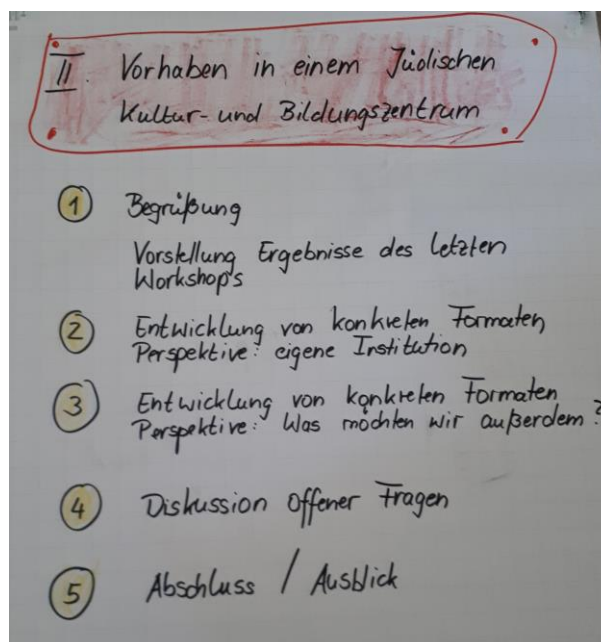 II. Vorhaben in einem Jüdischen
Kultur- und Bildungszentrum
1 Begrüßung
Vorstellung Ergebnisse des letzten
Workshop's
2 Entwicklung von konkreten Formaten
Perspektive: eigene Institution
3 Entwicklung von konkreten Formaten
Perspektive: Was möchten wir außerdem?
4 Diskussion offener Fragen
5 Abschluss / Ausblick